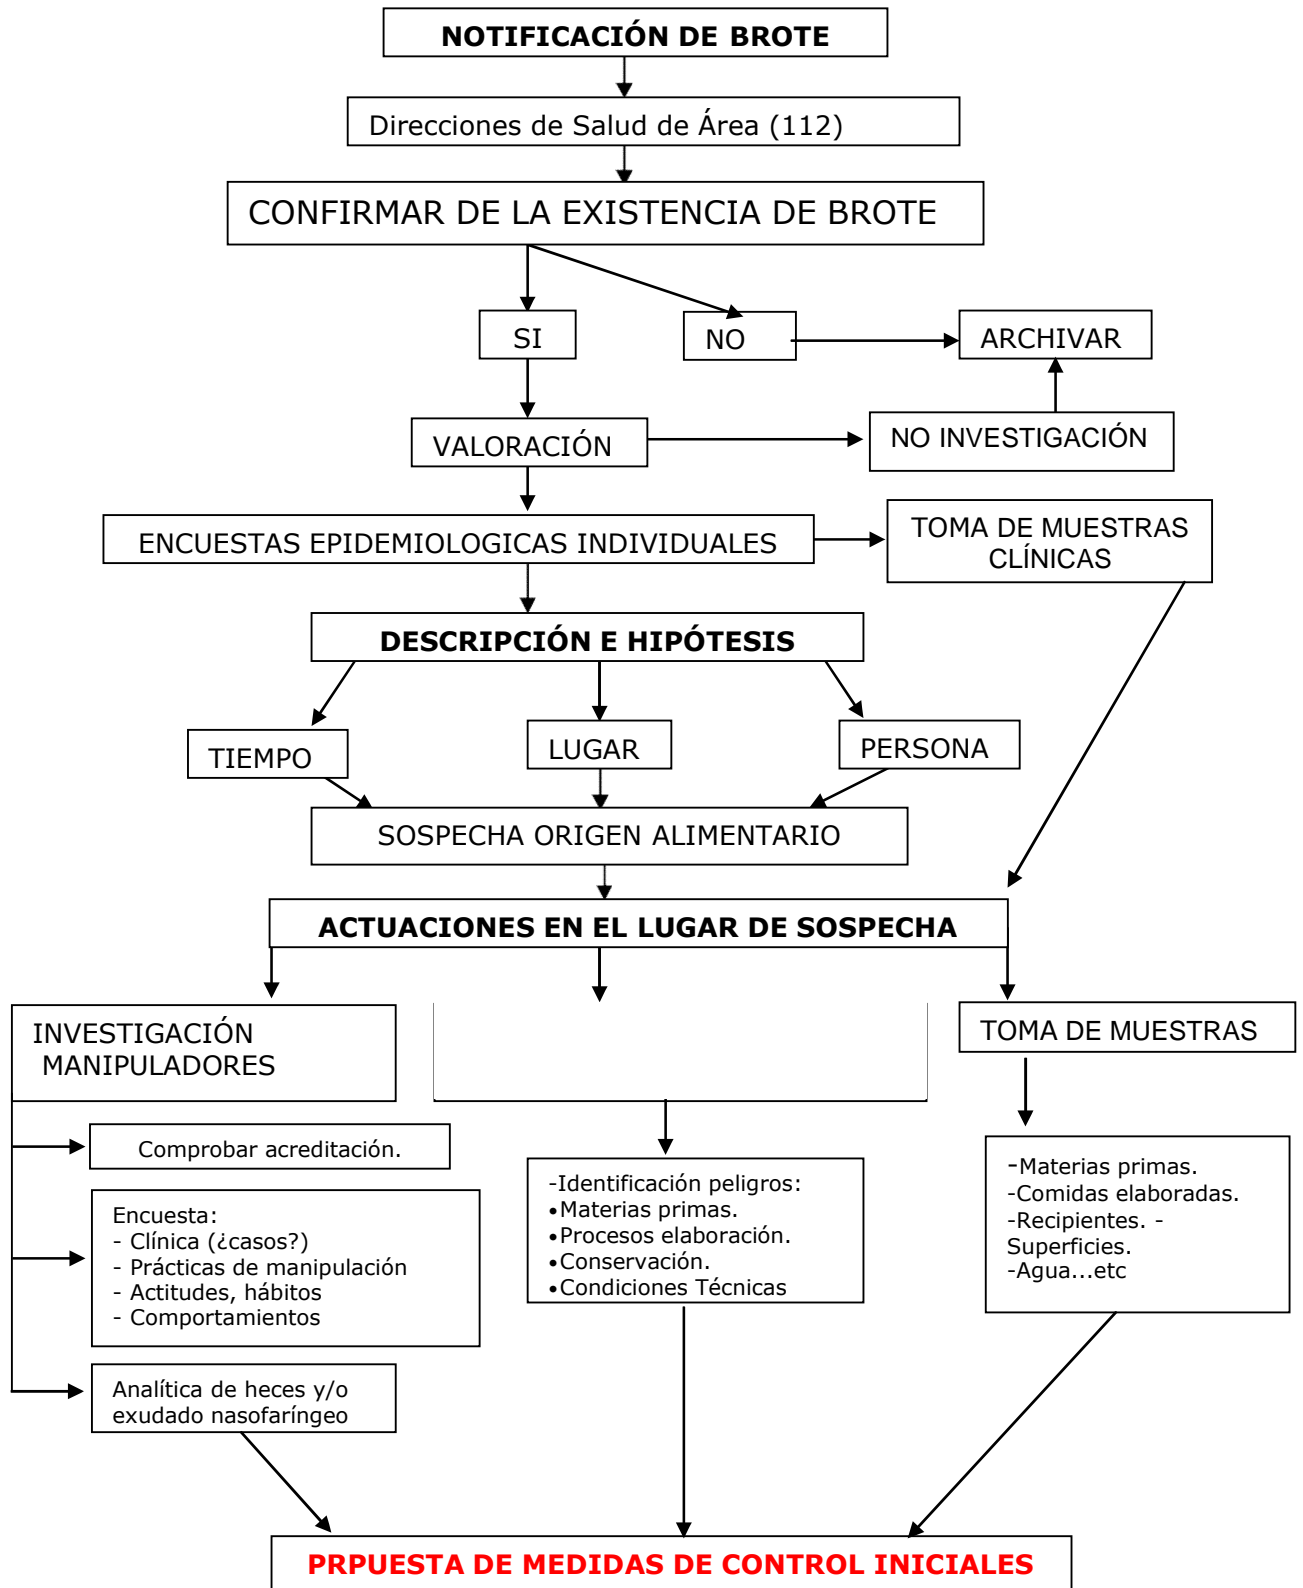 NOTIFICACIÓN DE BROTE
Direcciones de Salud de Área (112)
CONFIRMAR DE LA EXISTENCIA DE BROTE
SI
NO
ARCHIVAR
VALORACIÓN
NO INVESTIGACIÓN
ENCUESTAS EPIDEMIOLOGICAS INDIVIDUALES
TOMA DE MUESTRAS
CLÍNICAS
DESCRIPCIÓN E HIPÓTESIS
TIEMPO
LUGAR
PERSONA
SOSPECHA ORIGEN ALIMENTARIO
ACTUACIONES EN EL LUGAR DE SOSPECHA
INVESTIGACIÓN
MANIPULADORES
Comprobar acreditación.
Encuesta:
- Clínica (¿casos?)
- Prácticas de manipulación
- Actitudes, hábitos
- Comportamientos
Analítica de heces y/o
exudado nasofaríngeo
-Identificación peligros:
•Materias primas.
•Procesos elaboración.
•Conservación.
•Condiciones Técnicas
TOMA DE MUESTRAS
-Materias primas.
-Comidas elaboradas.
-Recipientes. -
Superficies.
-Agua...etc
PRPUESTA DE MEDIDAS DE CONTROL INICIALES